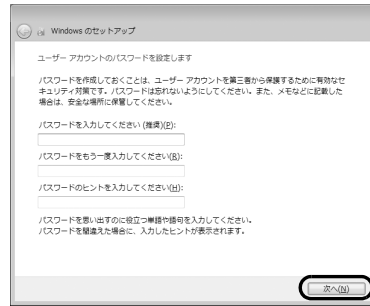 Windows のセットアップ
ユーザー アカウントのパスワードを設定します
パスワードを作成しておくことは、ユーザー アカウントを第三者から保護するために有効なセ
キュリティ対策です。パスワードは忘れないようにしてください。また、メモなどに記載した
場合は、安全な場所に保管してください。
パスワードを入力してください (推奨)(P):
パスワードをもう一度入力してください(R):
パスワードのヒントを入力してください(H):
パスワードを思い出すのに役立つ単語や語句を入力してください。
パスワードを間違えた場合に、入力したヒントが表示されます。
次へ(N)